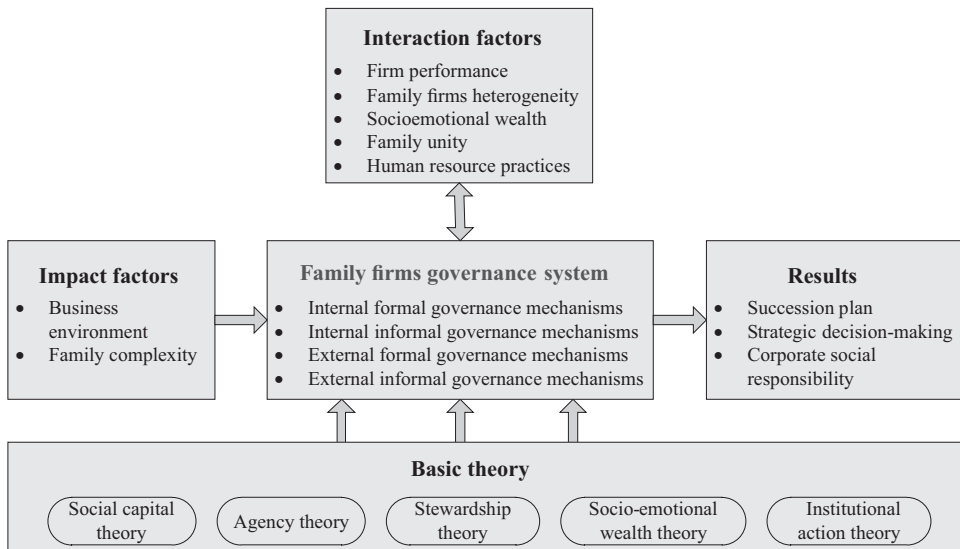 Interaction factors
• Firm performance
• Family firms heterogeneity
• Socioemotional wealth
• Family unity
• Human resource practices
Impact factors
• Business
environment
• Family complexity
Family firms governance system
• Internal formal governance mechanisms
• Internal informal governance mechanisms
• External formal governance mechanisms
• External informal governance mechanisms
Results
• Succession plan
• Strategic decision-making
• Corporate social
responsibility
Basic theory
Social capital
theory
Agency theory
Stewardship
theory
Socio-emotional
wealth theory
Institutional
action theory